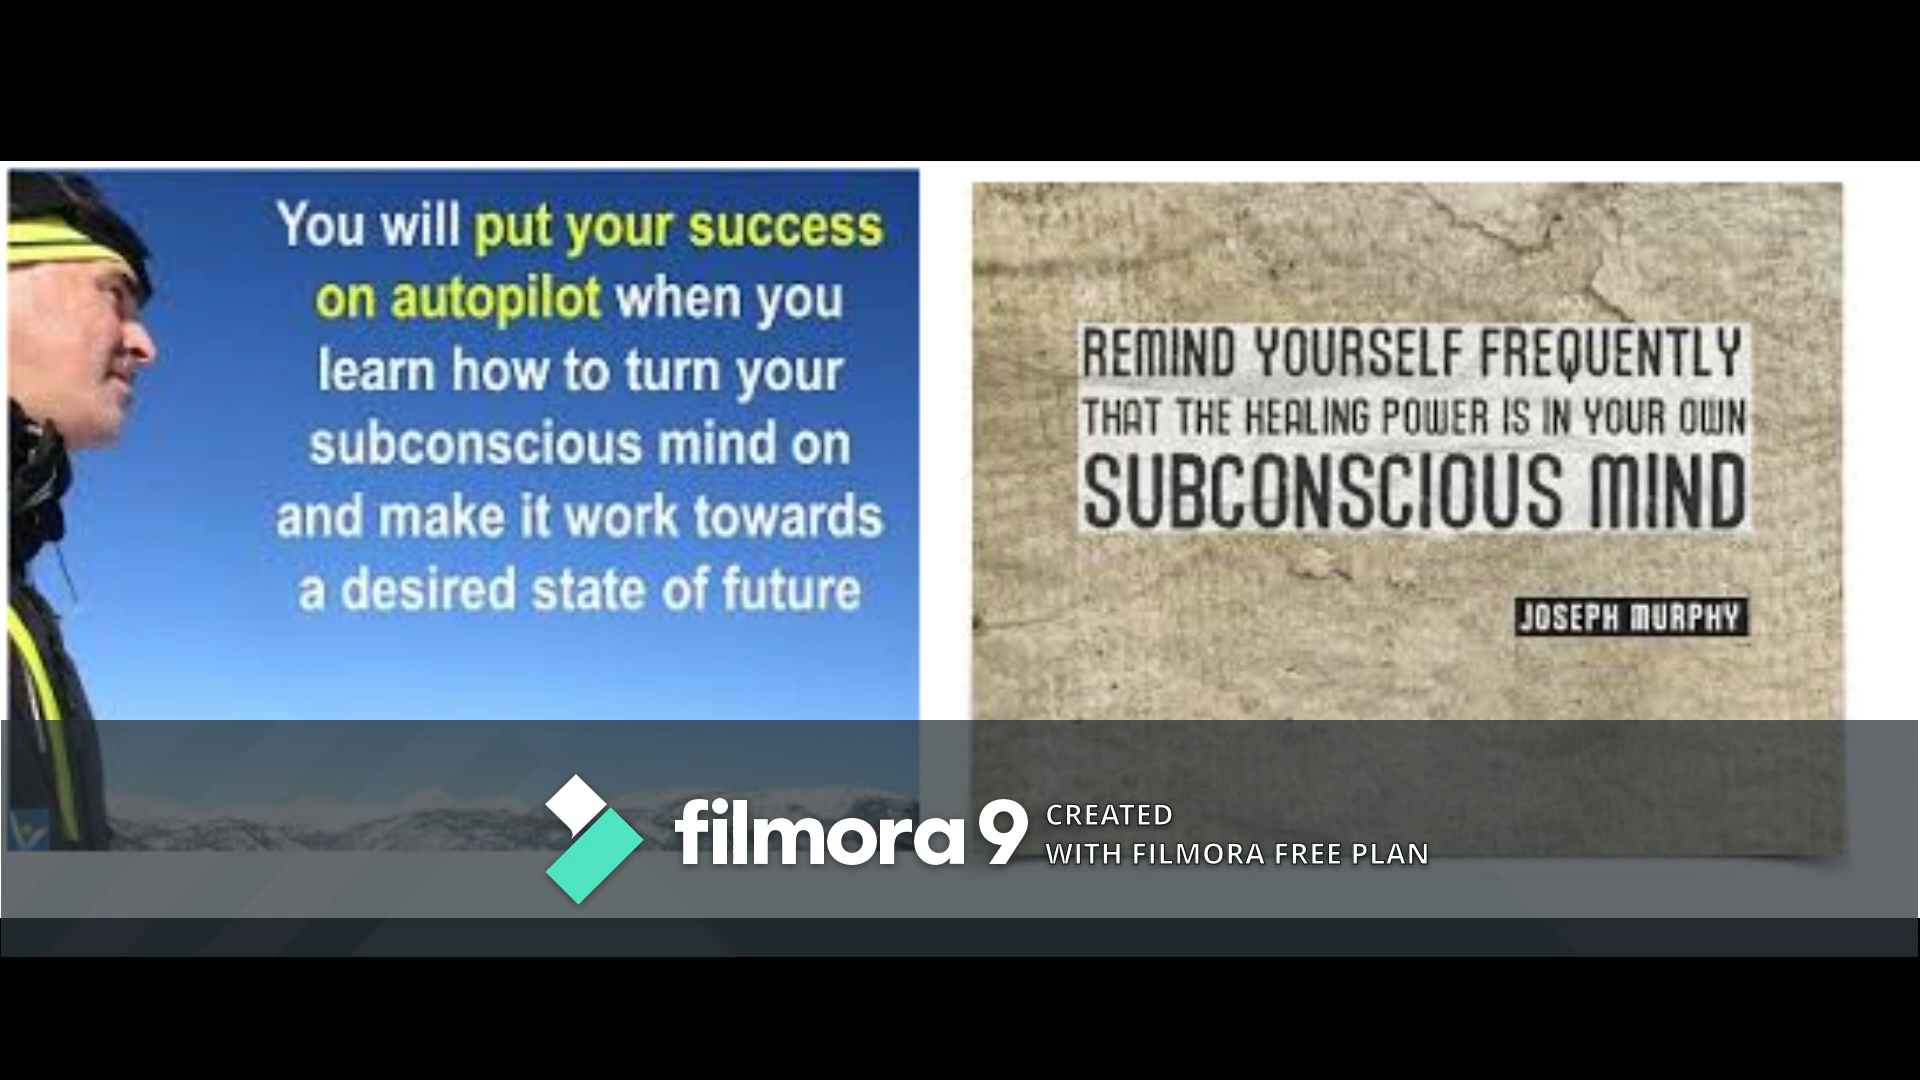 You will put your success
on autopilot when you
learn how to turn your
subconscious mind on
and make it work towards
a desired state of future
REMIND YOURSELF FREQUENTLY
THAT THE HEALING POWER IS IN YOUR OWN
SUBCONSCIOUS MIND
JOSEPH MURPHY
filmora9
CREATED
WITH FILMORA FREE PLAN